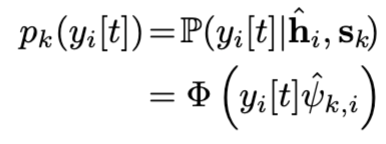 p_k(y_i[t]) = ℙ(y_i[t]|ĥ_i, s_k)
= Φ (y_i[t]ψ̂_{k,i})